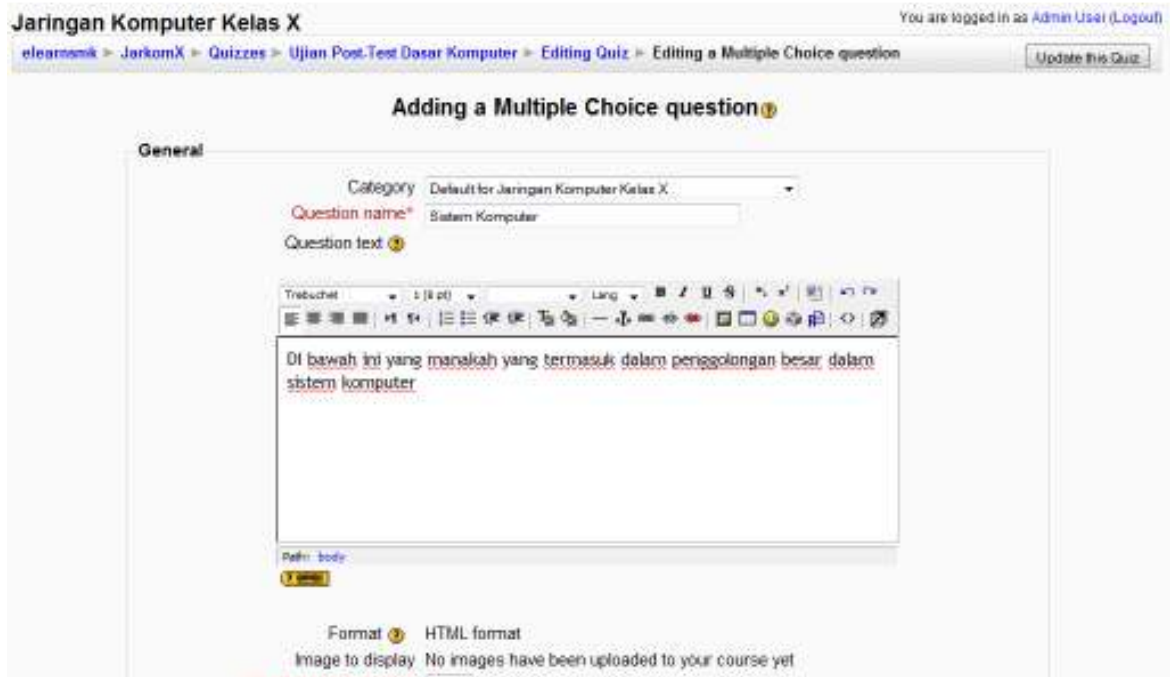 Jaringan Komputer Kelas X
You are logged in as Admin User (Logout)
elearnsmk ► JarkomX ► Quizzes ► Ujian Post-Test Dasar Komputer ► Editing Quiz ► Editing a Multiple Choice question
Update this Quiz
Adding a Multiple Choice question
General
Category Default for Jaringan Komputer Kelas X
Question name* Sistem Komputer
Question text
Trebuchet 1 (8 pt) Lang B I U S
DI bawah ini yang manakah yang termasuk dalam penggolongan besar dalam
sistem komputer
Path: body
Format HTML format
Image to display No images have been uploaded to your course yet